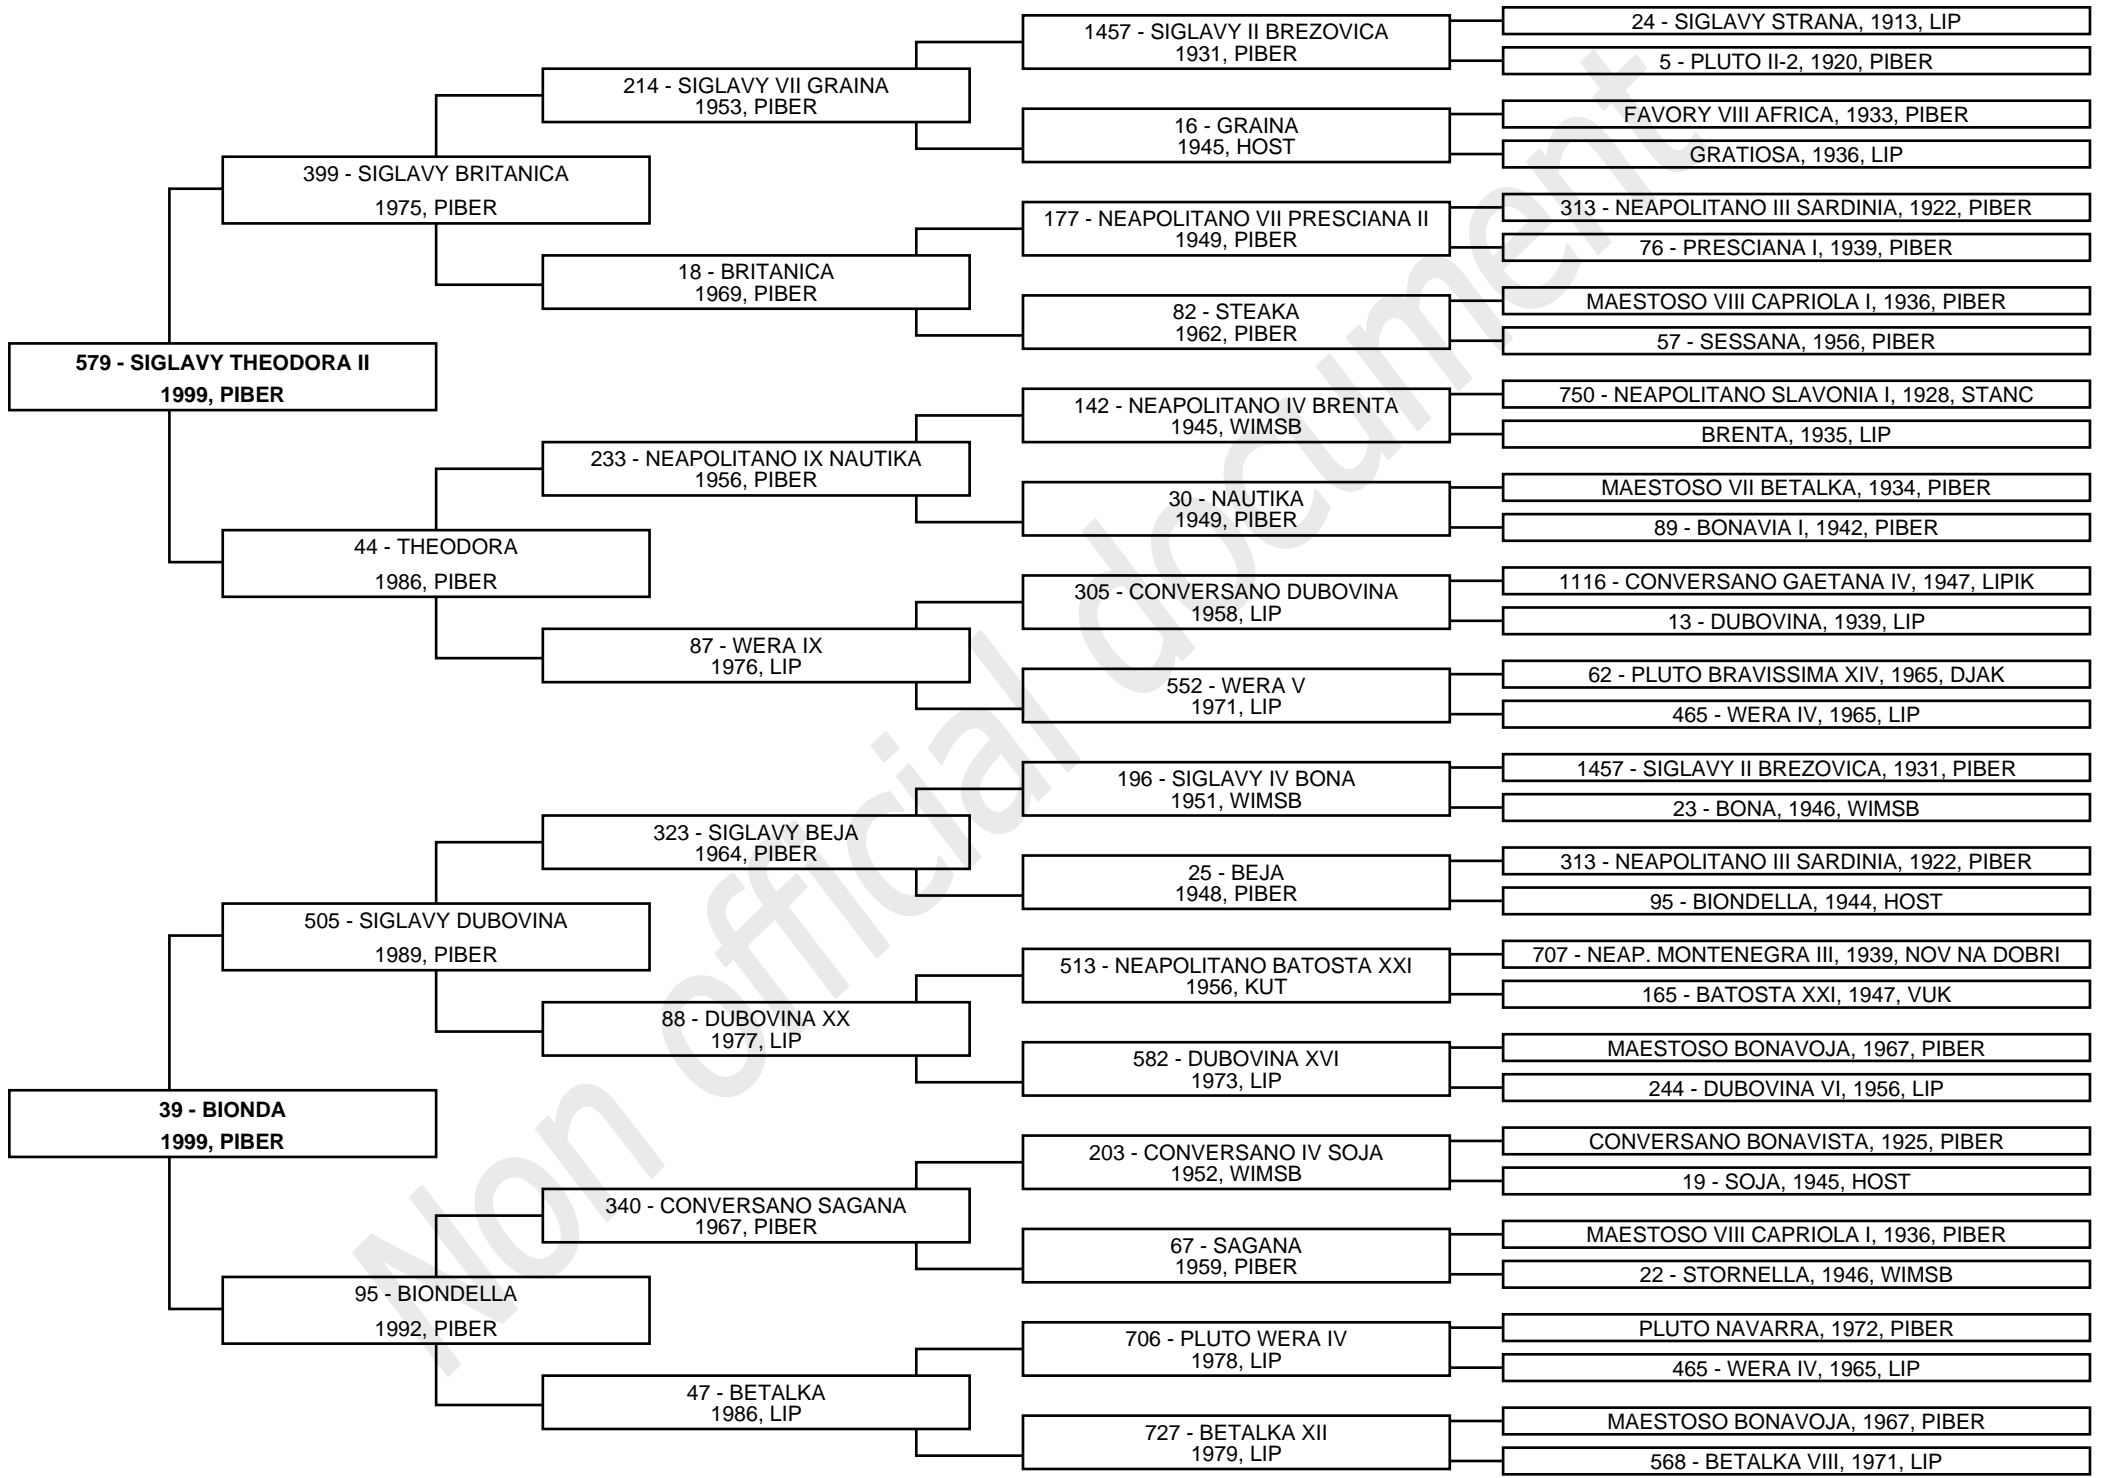 579 - SIGLAVY THEODORA II
1999, PIBER
39 - BIONDA
1999, PIBER
399 - SIGLAVY BRITANICA
1975, PIBER
44 - THEODORA
1986, PIBER
505 - SIGLAVY DUBOVINA
1989, PIBER
95 - BIONDELLA
1992, PIBER
214 - SIGLAVY VII GRAINA
1953, PIBER
18 - BRITANICA
1969, PIBER
233 - NEAPOLITANO IX NAUTIKA
1956, PIBER
87 - WERA IX
1976, LIP
323 - SIGLAVY BEJA
1964, PIBER
88 - DUBOVINA XX
1977, LIP
340 - CONVERSANO SAGANA
1967, PIBER
47 - BETALKA
1986, LIP
1457 - SIGLAVY II BREZOVICA
1931, PIBER
16 - GRAINA
1945, HOST
177 - NEAPOLITANO VII PRESCIANA II
1949, PIBER
82 - STEAKA
1962, PIBER
142 - NEAPOLITANO IV BRENTA
1945, WIMSB
30 - NAUTIKA
1949, PIBER
305 - CONVERSANO DUBOVINA
1958, LIP
552 - WERA V
1971, LIP
196 - SIGLAVY IV BONA
1951, WIMSB
25 - BEJA
1948, PIBER
513 - NEAPOLITANO BATOSTA XXI
1956, KUT
582 - DUBOVINA XVI
1973, LIP
203 - CONVERSANO IV SOJA
1952, WIMSB
67 - SAGANA
1959, PIBER
706 - PLUTO WERA IV
1978, LIP
727 - BETALKA XII
1979, LIP
24 - SIGLAVY STRANA, 1913, LIP
5 - PLUTO II-2, 1920, PIBER
FAVORY VIII AFRICA, 1933, PIBER
GRATIOSA, 1936, LIP
313 - NEAPOLITANO III SARDINIA, 1922, PIBER
76 - PRESCIANA I, 1939, PIBER
MAESTOSO VIII CAPRIOLA I, 1936, PIBER
57 - SESSANA, 1956, PIBER
750 - NEAPOLITANO SLAVONIA I, 1928, STANC
BRENTA, 1935, LIP
MAESTOSO VII BETALKA, 1934, PIBER
89 - BONAVIA I, 1942, PIBER
1116 - CONVERSANO GAETANA IV, 1947, LIPIK
13 - DUBOVINA, 1939, LIP
62 - PLUTO BRAVISSIMA XIV, 1965, DJAK
465 - WERA IV, 1965, LIP
1457 - SIGLAVY II BREZOVICA, 1931, PIBER
23 - BONA, 1946, WIMSB
313 - NEAPOLITANO III SARDINIA, 1922, PIBER
95 - BIONDELLA, 1944, HOST
707 - NEAP. MONTENEGRA III, 1939, NOV NA DOBRI
165 - BATOSTA XXI, 1947, VUK
MAESTOSO BONAVOJA, 1967, PIBER
244 - DUBOVINA VI, 1956, LIP
CONVERSANO BONAVISTA, 1925, PIBER
19 - SOJA, 1945, HOST
MAESTOSO VIII CAPRIOLA I, 1936, PIBER
22 - STORNELLA, 1946, WIMSB
PLUTO NAVARRA, 1972, PIBER
465 - WERA IV, 1965, LIP
MAESTOSO BONAVOJA, 1967, PIBER
568 - BETALKA VIII, 1971, LIP
Non official document